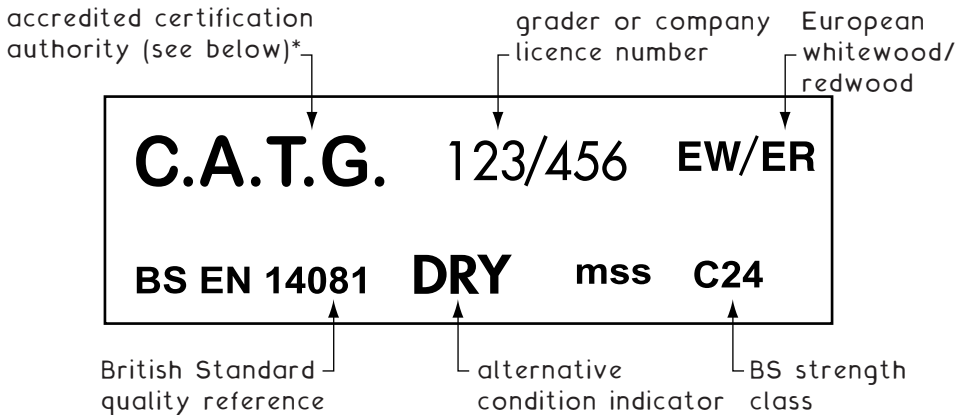 accredited certification
authority (see below)*
grader or company
licence number
European
whitewood/
redwood
C.A.T.G.
123/456
EW/ER
BS EN 14081
DRY
mss
C24
British Standard
quality reference
alternative
condition indicator
BS strength
class